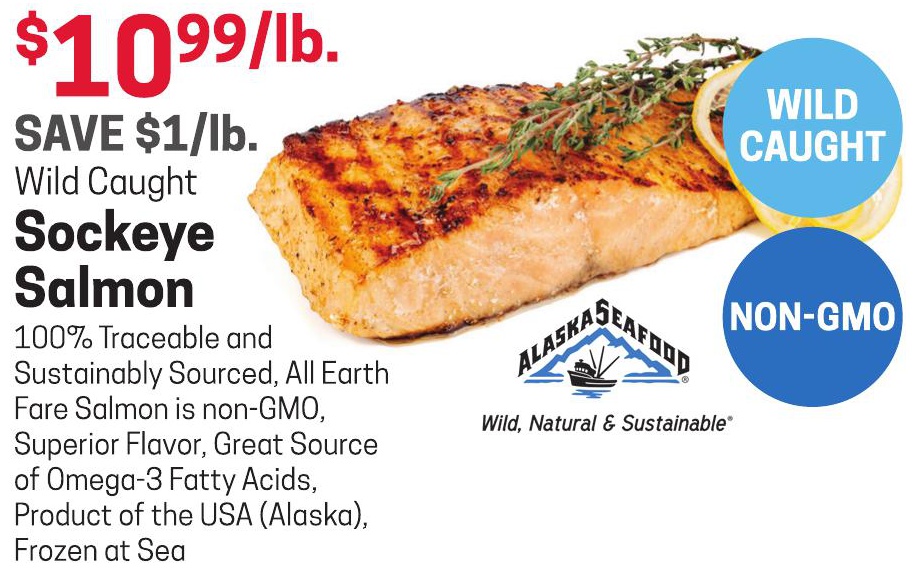 $10.99/lb.
SAVE $1/lb.
Wild Caught
Sockeye
Salmon
100% Traceable and
Sustainably Sourced, All Earth
Fare Salmon is non-GMO,
Superior Flavor, Great Source
of Omega-3 Fatty Acids,
Product of the USA (Alaska),
Frozen at Sea
WILD
CAUGHT
NON-GMO
ALASKA SEAFOOD®
Wild, Natural & Sustainable®